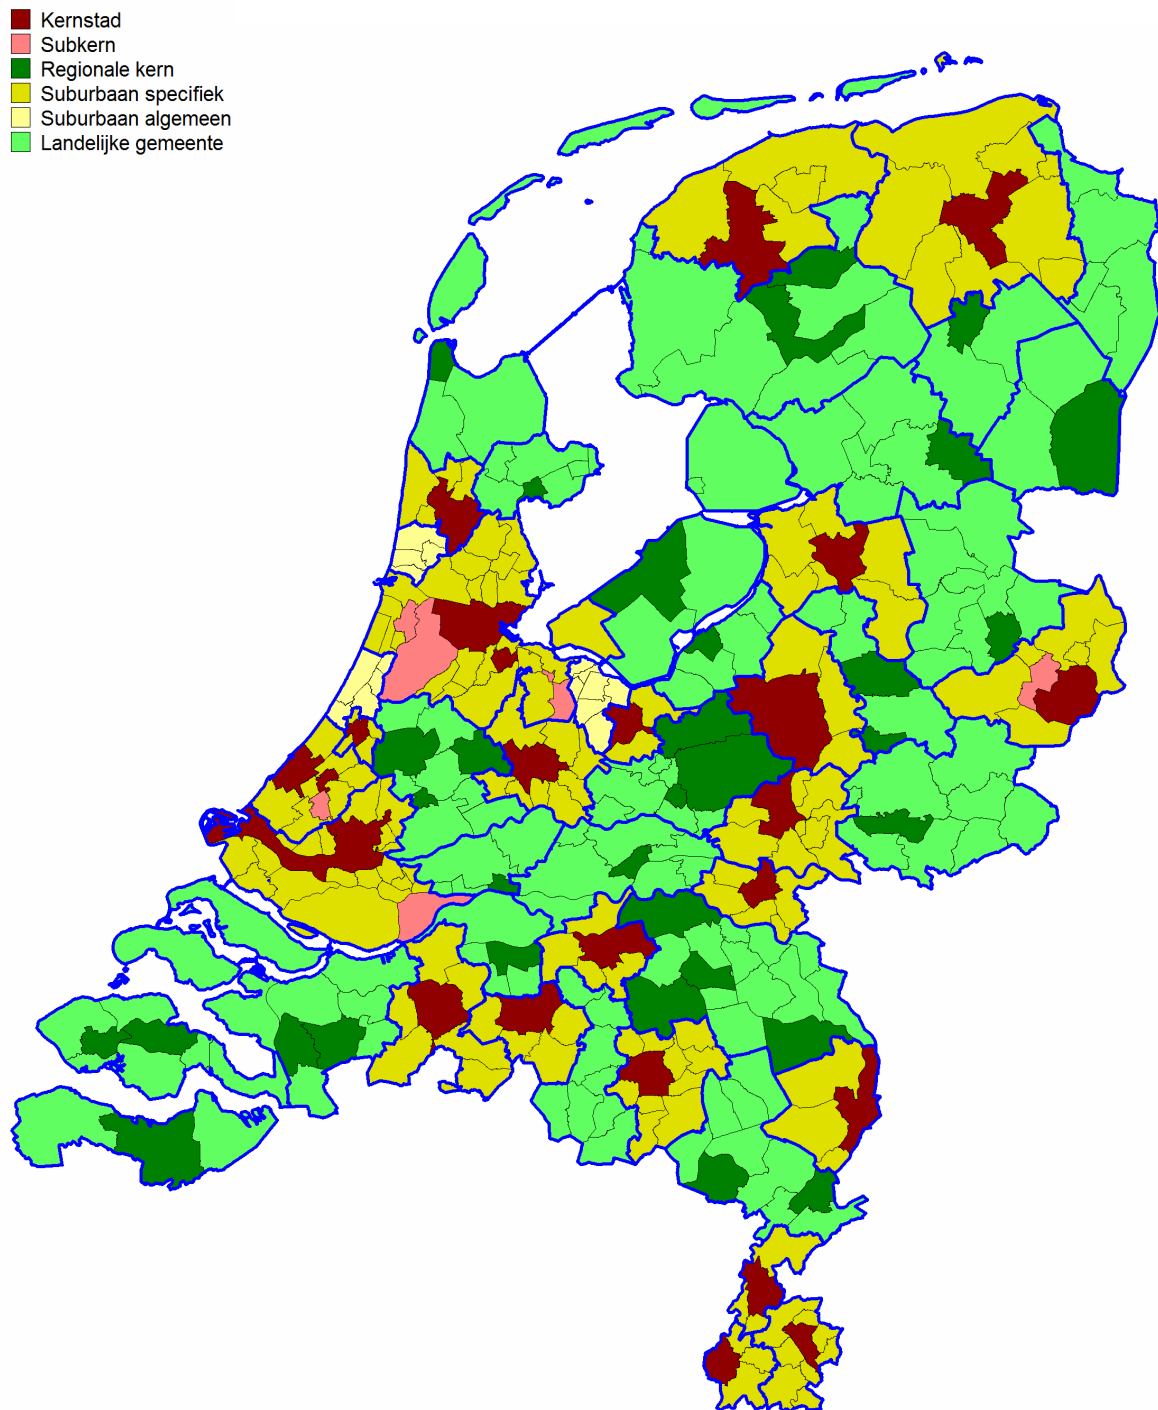 Kernstad
Subkern
Regionale kern
Suburbaan specifiek
Suburbaan algemeen
Landelijke gemeente